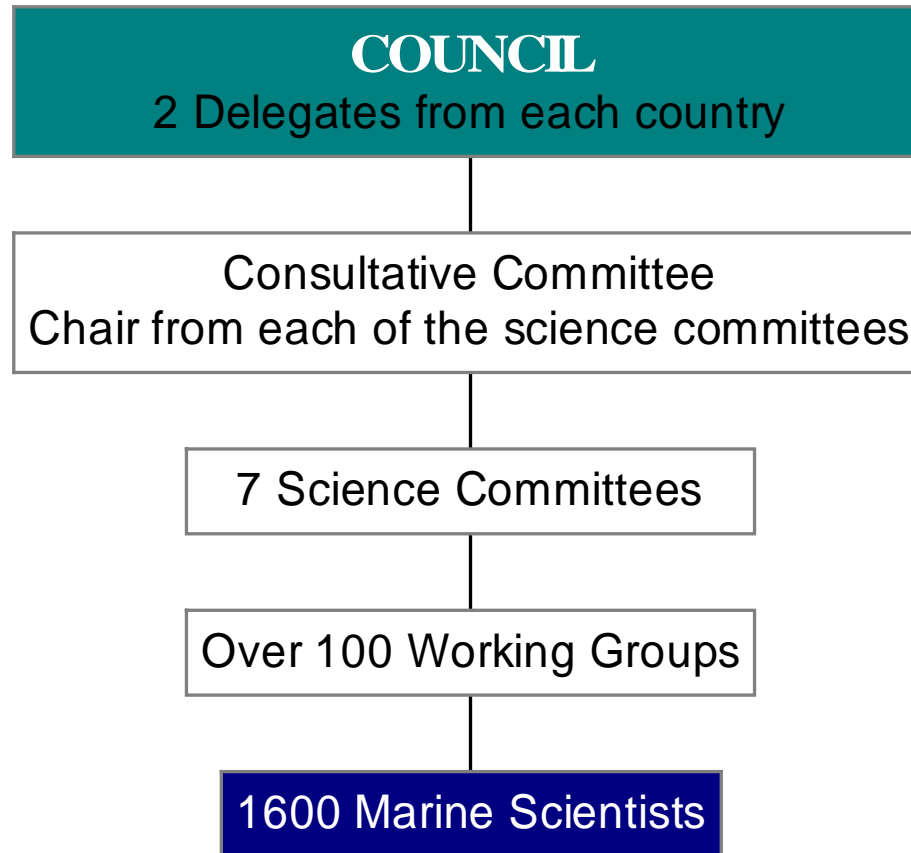 COUNCIL
2 Delegates from each country
Consultative Committee
Chair from each of the science committees
7 Science Committees
Over 100 Working Groups
1600 Marine Scientists